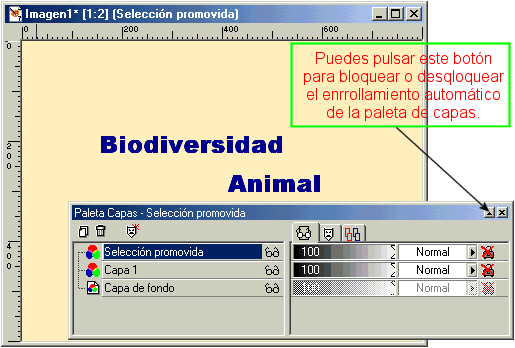 Imagen1* [1:2] (Selección promovida)
0 200 400 600
0
200
400
Puedes pulsar este botón
para bloquear o desqloquear
el enrrollamiento automático
de la paleta de capas.
Biodiversidad
Animal
Paleta Capas - Selección promovida
Selección promovida 100 Normal
Capa 1 100 Normal
Capa de fondo 100 Normal